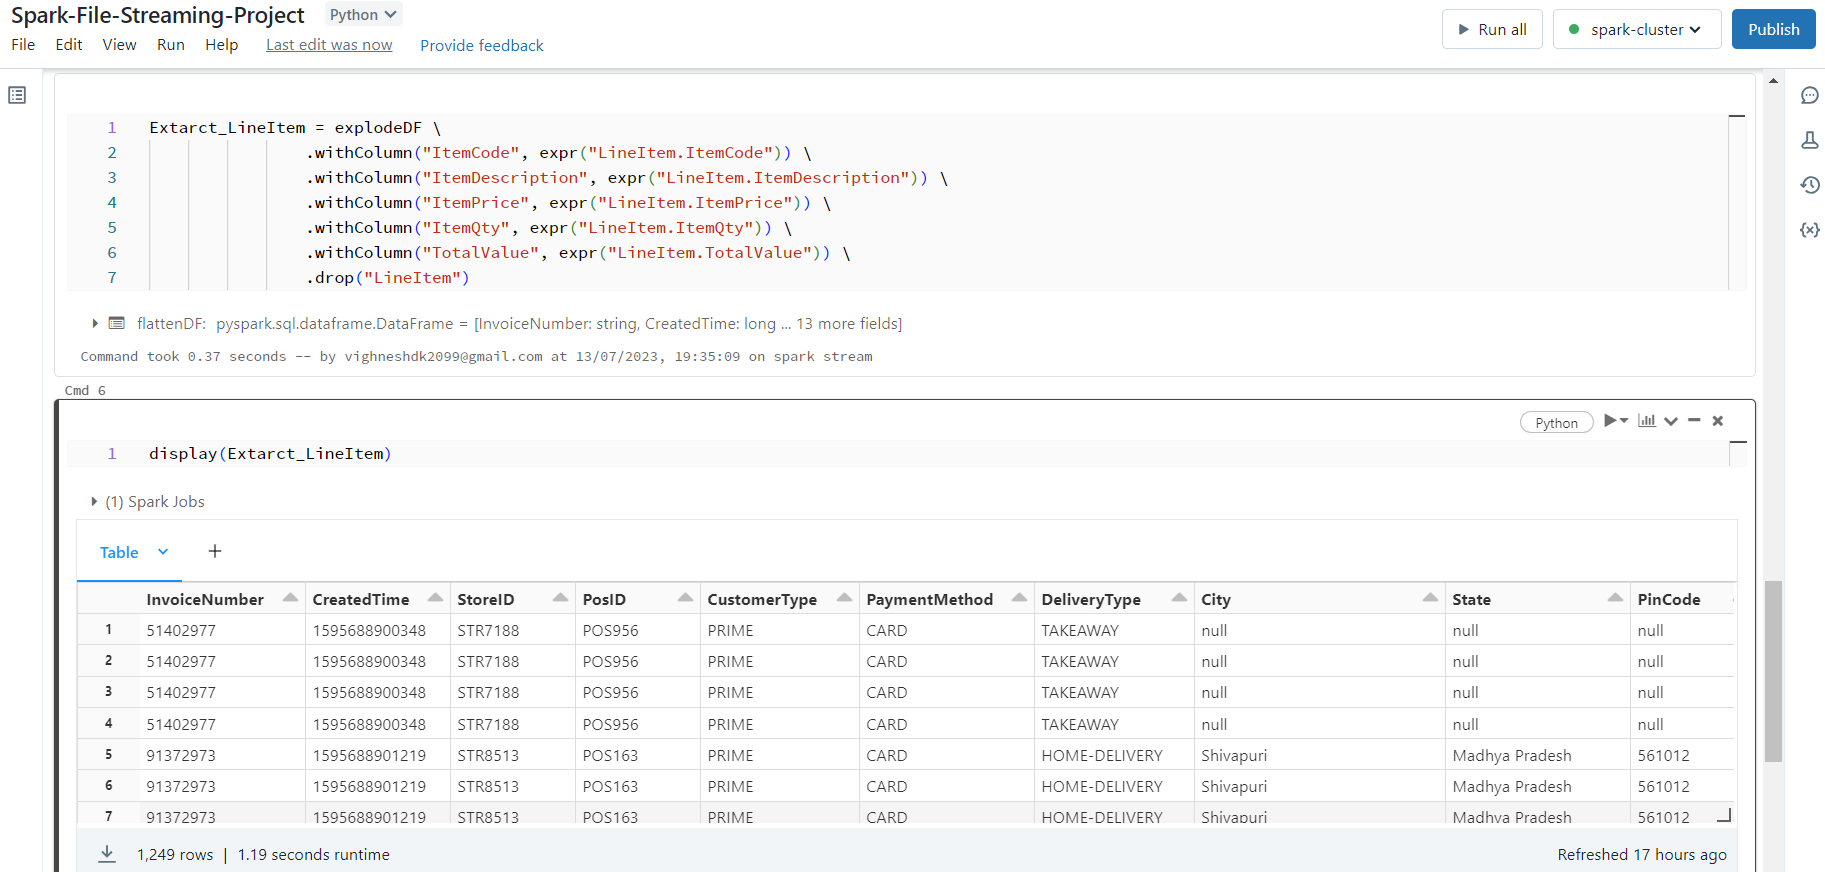 Spark-File-Streaming-Project Python
File Edit View Run Help Last edit was now Provide feedback
Run all spark-cluster Publish
1 Extarct_LineItem = explodeDF \
2 .withColumn("ItemCode", expr("LineItem.ItemCode")) \
3 .withColumn("ItemDescription", expr("LineItem.ItemDescription")) \
4 .withColumn("ItemPrice", expr("LineItem.ItemPrice")) \
5 .withColumn("ItemQty", expr("LineItem.ItemQty")) \
6 .withColumn("TotalValue", expr("LineItem.TotalValue")) \
7 .drop("LineItem")
flattenDF: pyspark.sql.dataframe.DataFrame = [InvoiceNumber: string, CreatedTime: long ... 13 more fields]
Command took 0.37 seconds -- by vighneshdk2099@gmail.com at 13/07/2023, 19:35:09 on spark stream
Cmd 6
Python
1 display(Extarct_LineItem)
(1) Spark Jobs
Table +
InvoiceNumber CreatedTime StoreID PosID CustomerType PaymentMethod DeliveryType City State PinCode
1 51402977 1595688900348 STR7188 POS956 PRIME CARD TAKEAWAY null null null
2 51402977 1595688900348 STR7188 POS956 PRIME CARD TAKEAWAY null null null
3 51402977 1595688900348 STR7188 POS956 PRIME CARD TAKEAWAY null null null
4 51402977 1595688900348 STR7188 POS956 PRIME CARD TAKEAWAY null null null
5 91372973 1595688901219 STR8513 POS163 PRIME CARD HOME-DELIVERY Shivapuri Madhya Pradesh 561012
6 91372973 1595688901219 STR8513 POS163 PRIME CARD HOME-DELIVERY Shivapuri Madhya Pradesh 561012
7 91372973 1595688901219 STR8513 POS163 PRIME CARD HOME-DELIVERY Shivapuri Madhya Pradesh 561012
1,249 rows | 1.19 seconds runtime
Refreshed 17 hours ago